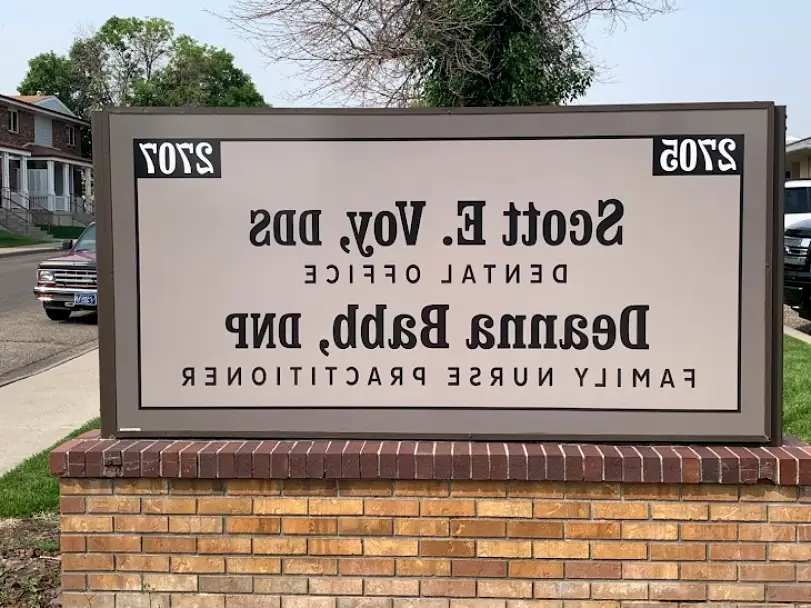 2705 2707
Scott E. Voy, DDS
DENTAL OFFICE
Deanna Babb, DNP
FAMILY NURSE PRACTITIONER